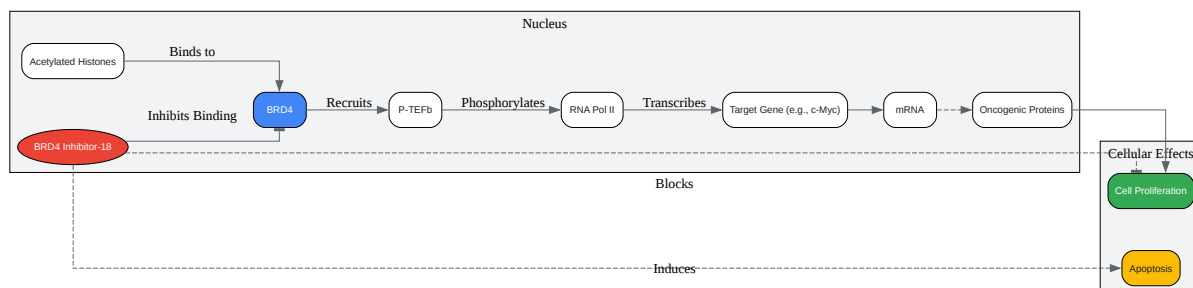 Nucleus
Acetylated Histones
Binds to
Inhibits Binding
BRD4
Recruits
P-TEFb
Phosphorylates
RNA Pol II
Transcribes
Target Gene (e.g., c-Myc)
mRNA
Oncogenic Proteins
BRD4 Inhibitor-18
Cellular Effects
Blocks
Cell Proliferation
Induces
Apoptosis